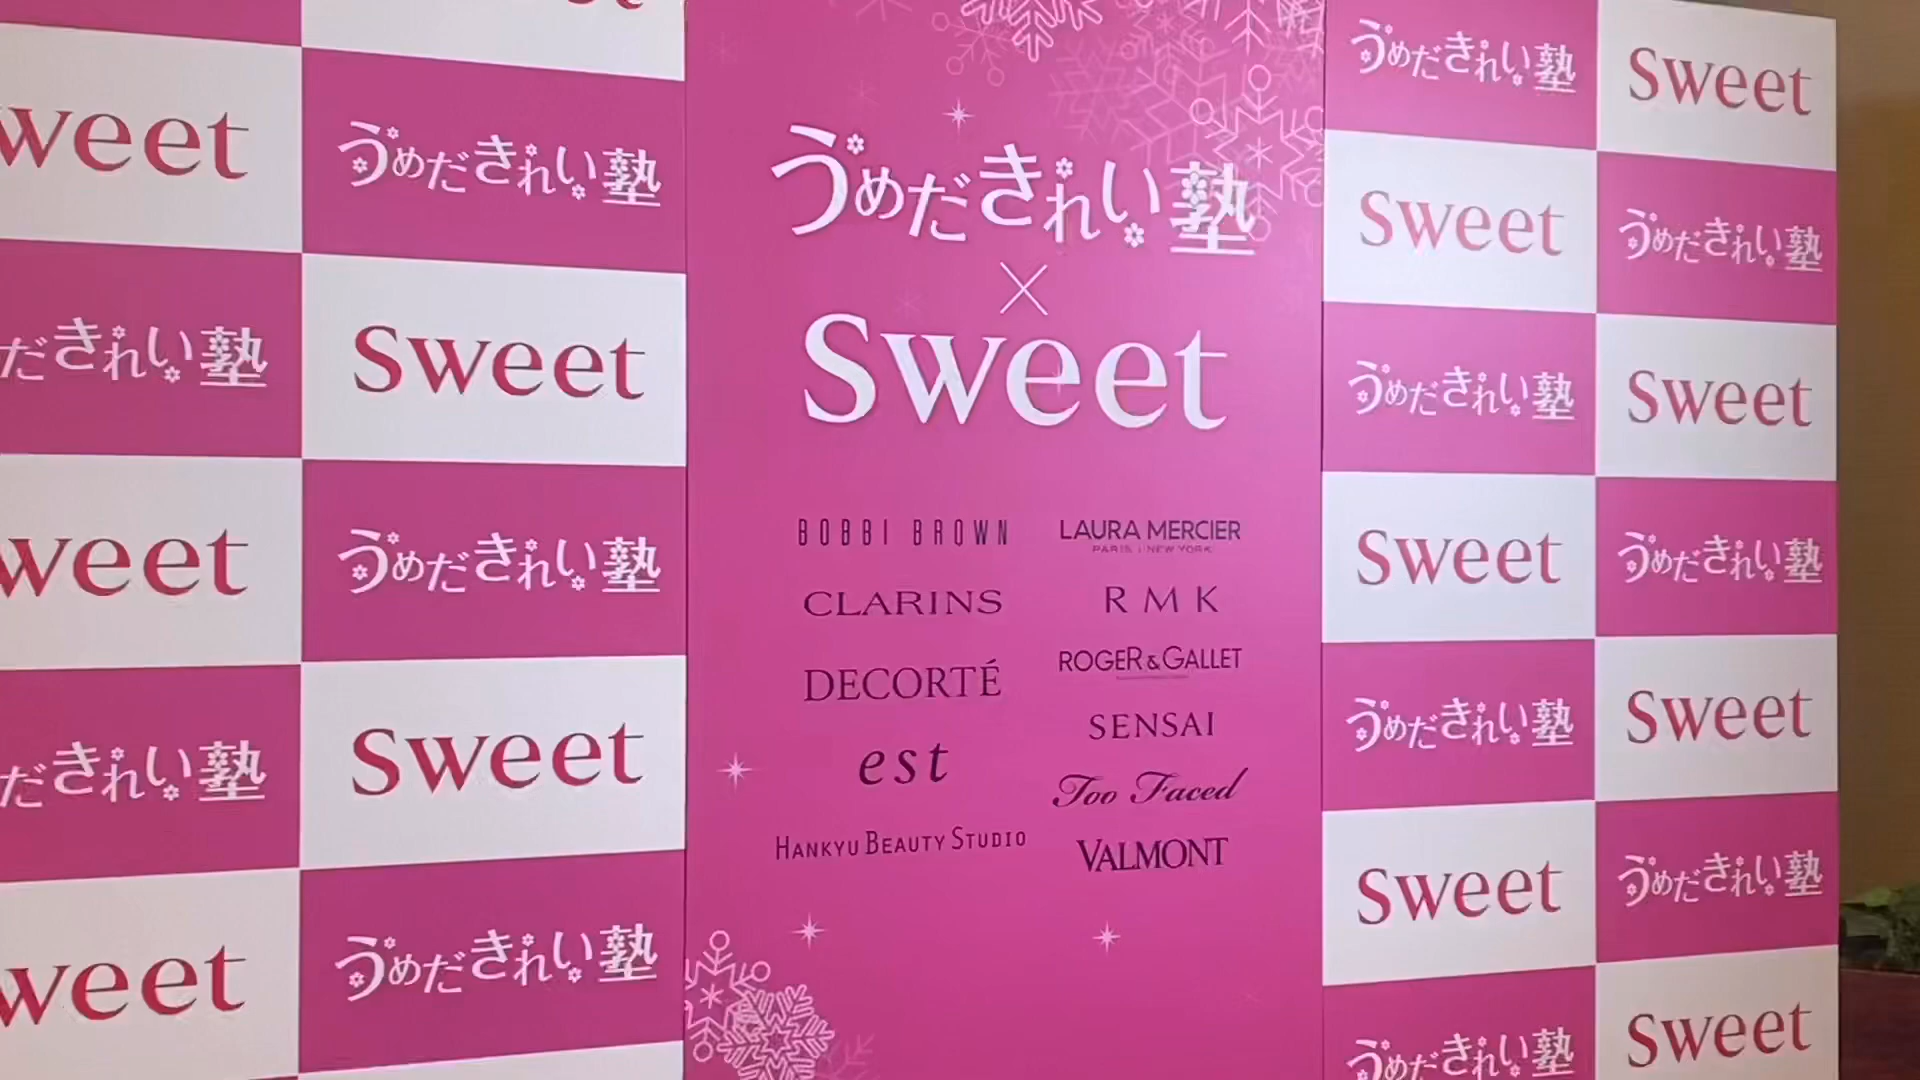 うめだきれい塾
×
sweet
BOBBI BROWN
CLARINS
DECORTÉ
est
HANKYU BEAUTY STUDIO
LAURA MERCIER
PARIS | NEW YORK
RMK
ROGER & GALLET
SENSAI
Too Faced
VALMONT
sweet
うめだきれい塾
だきれい塾
sweet
weet
うめだきれい塾
だきれい塾
sweet
weet
うめだきれい塾
うめだきれい塾
sweet
sweet
うめだきれい塾
うめだきれい塾
sweet
sweet
うめだきれい塾
うめだきれい塾
sweet
sweet
うめだきれい塾
うめだきれい塾
sweet